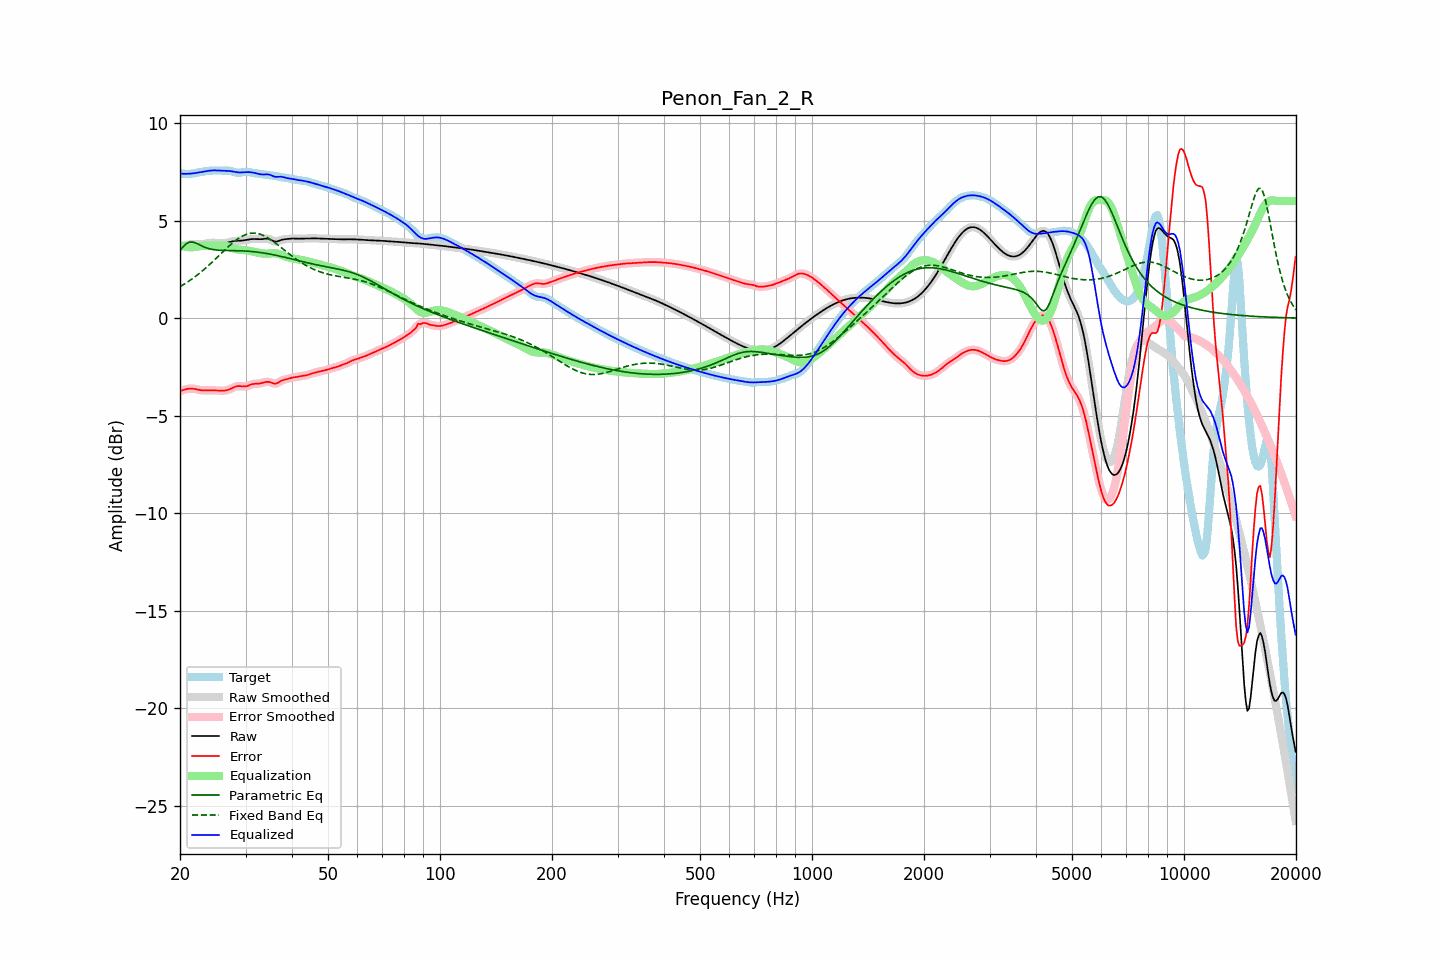 Penon_Fan_2_R
10
5
0
−5
−10
−15
−20
−25
Amplitude (dBr)
Target
Raw Smoothed
Error Smoothed
Raw
Error
Equalization
Parametric Eq
Fixed Band Eq
Equalized
20
50
100
200
500
1000
2000
5000
10000
20000
Frequency (Hz)